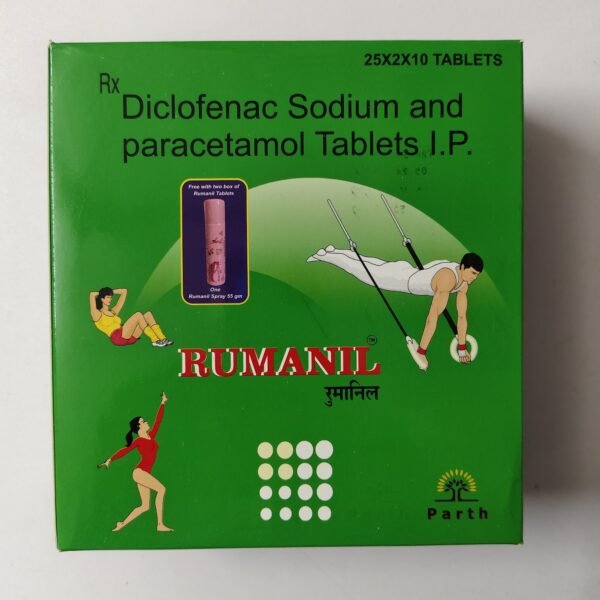 25X2X10 TABLETS
Rx
Diclofenac Sodium and
paracetamol Tablets I.P.
Free with two box of
Rumanil Tablets
One
Rumanil Spray 55 gm
RUMANIL™
रुमानिल
Parth